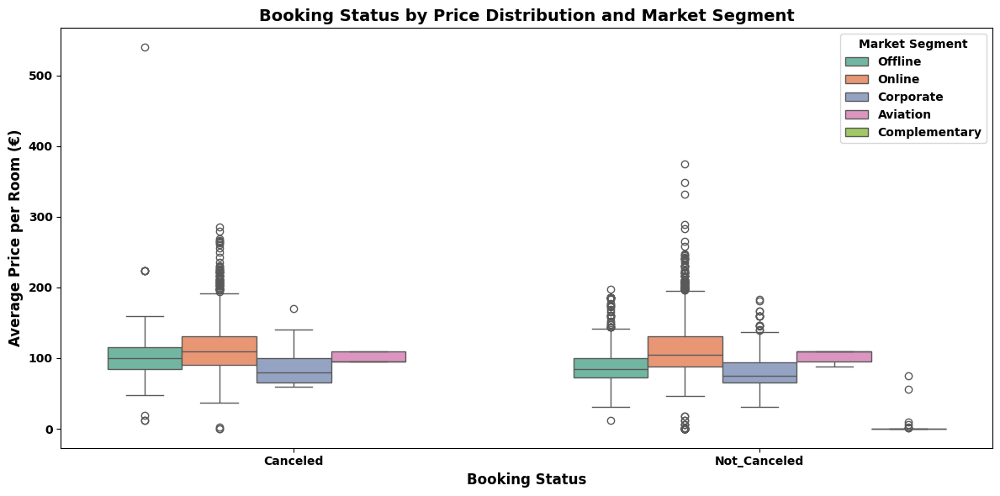 Booking Status by Price Distribution and Market Segment
Market Segment
Offline
Online
Corporate
Aviation
Complementary
Average Price per Room (€)
500
400
300
200
100
0
Canceled
Not_Canceled
Booking Status